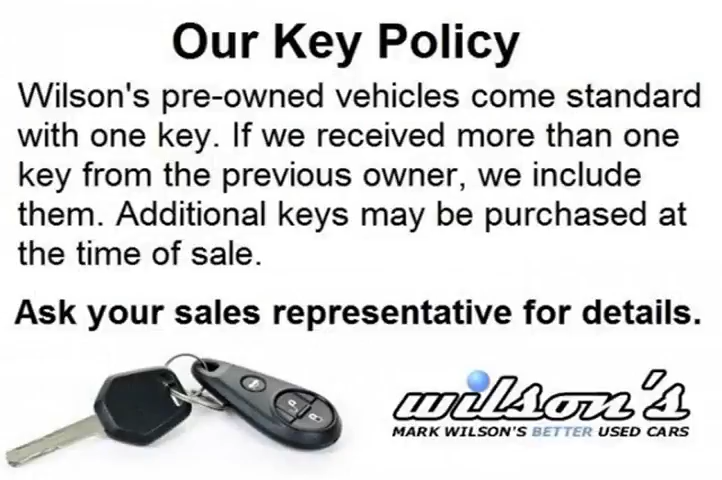 Our Key Policy
Wilson's pre-owned vehicles come standard
with one key. If we received more than one
key from the previous owner, we include
them. Additional keys may be purchased at
the time of sale.
Ask your sales representative for details.
wilson's
MARK WILSON'S BETTER USED CARS